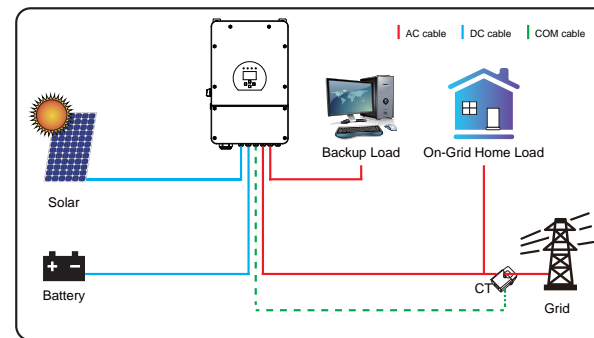 AC cable DC cable COM cable
Backup Load On-Grid Home Load
Solar
Battery
CT
Grid